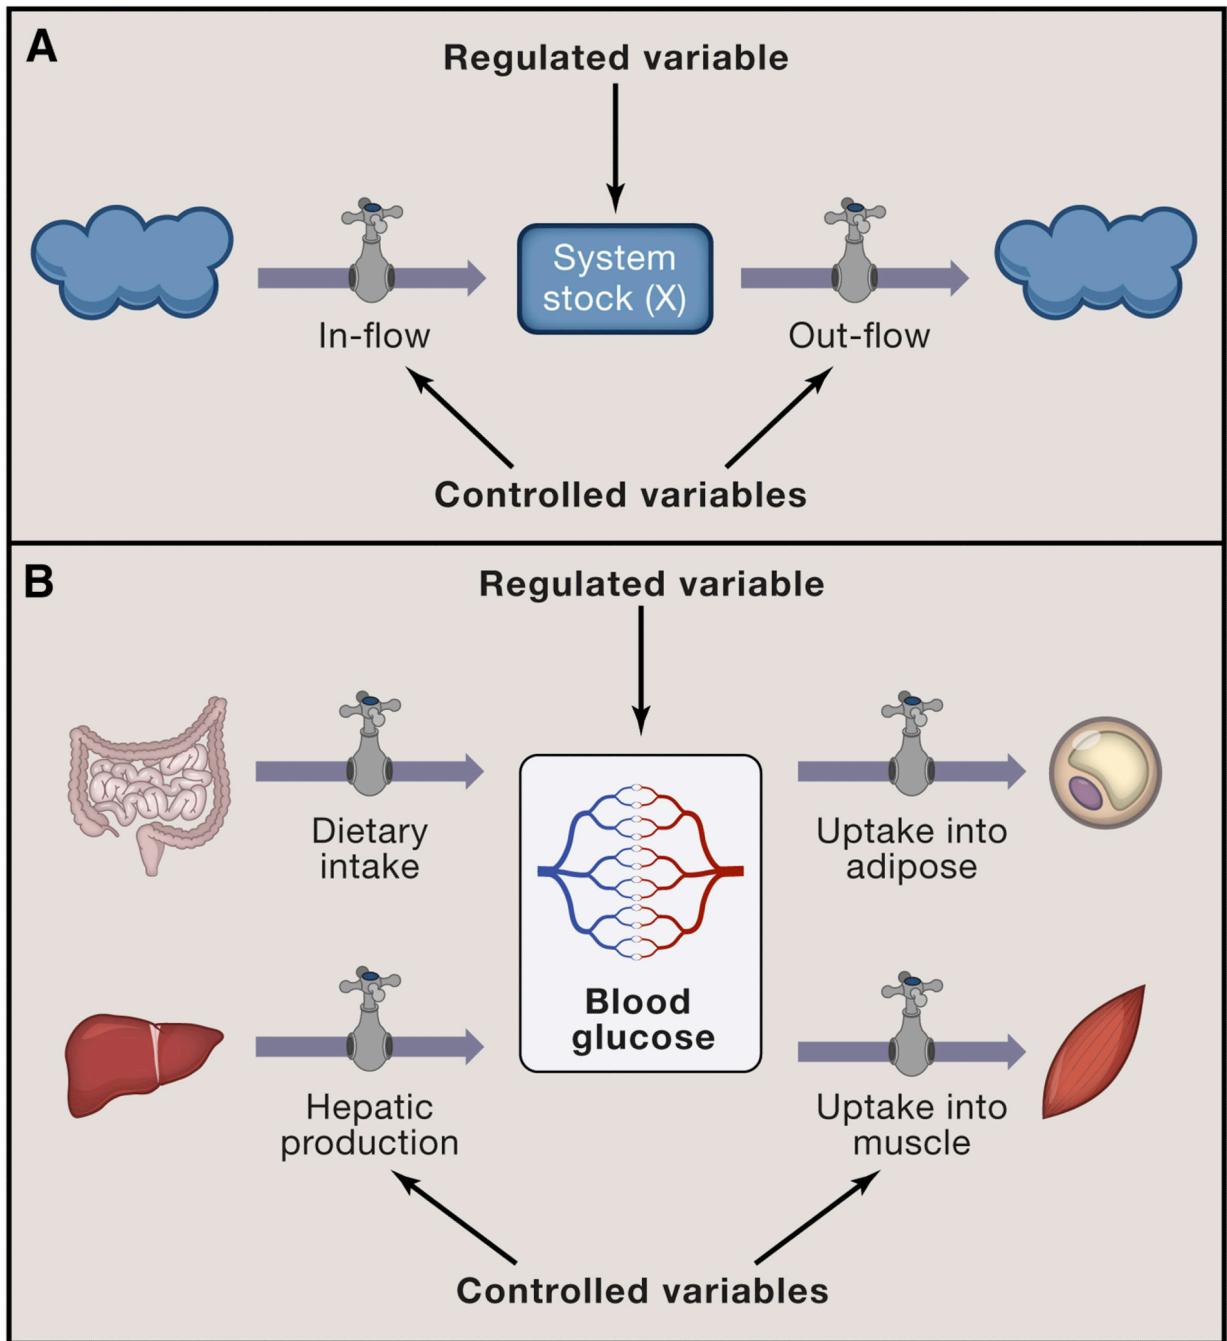 A
Regulated variable
System
stock (X)
In-flow
Out-flow
Controlled variables
B
Regulated variable
Dietary
intake
Uptake into
adipose
Blood
glucose
Hepatic
production
Uptake into
muscle
Controlled variables